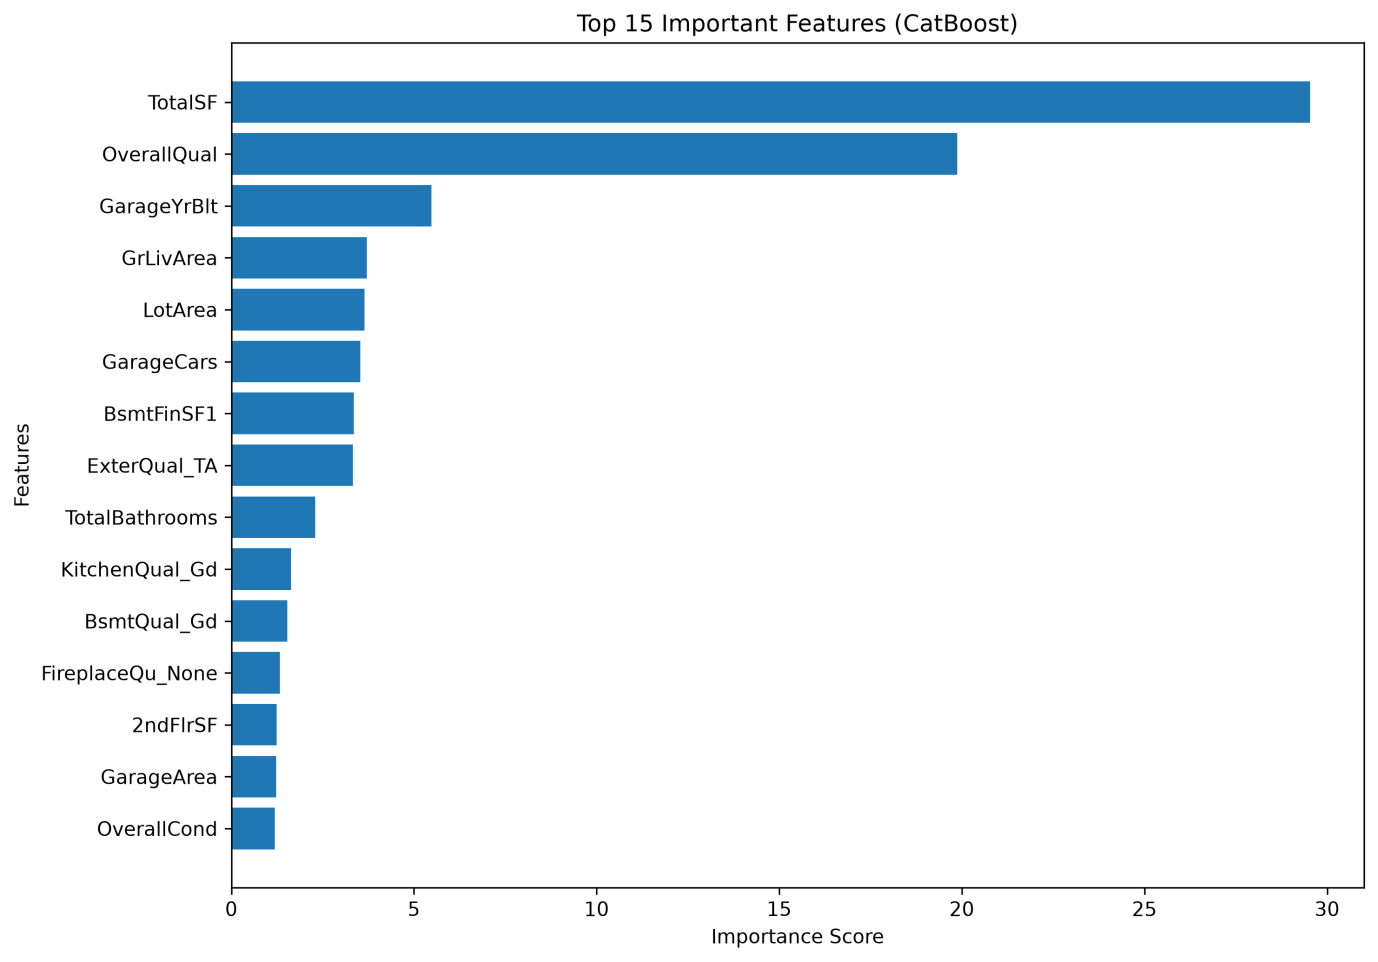 Top 15 Important Features (CatBoost)
TotalSF
OverallQual
GarageYrBlt
GrLivArea
LotArea
GarageCars
BsmtFinSF1
ExterQual_TA
TotalBathrooms
KitchenQual_Gd
BsmtQual_Gd
FireplaceQu_None
2ndFlrSF
GarageArea
OverallCond
Features
0 5 10 15 20 25 30
Importance Score